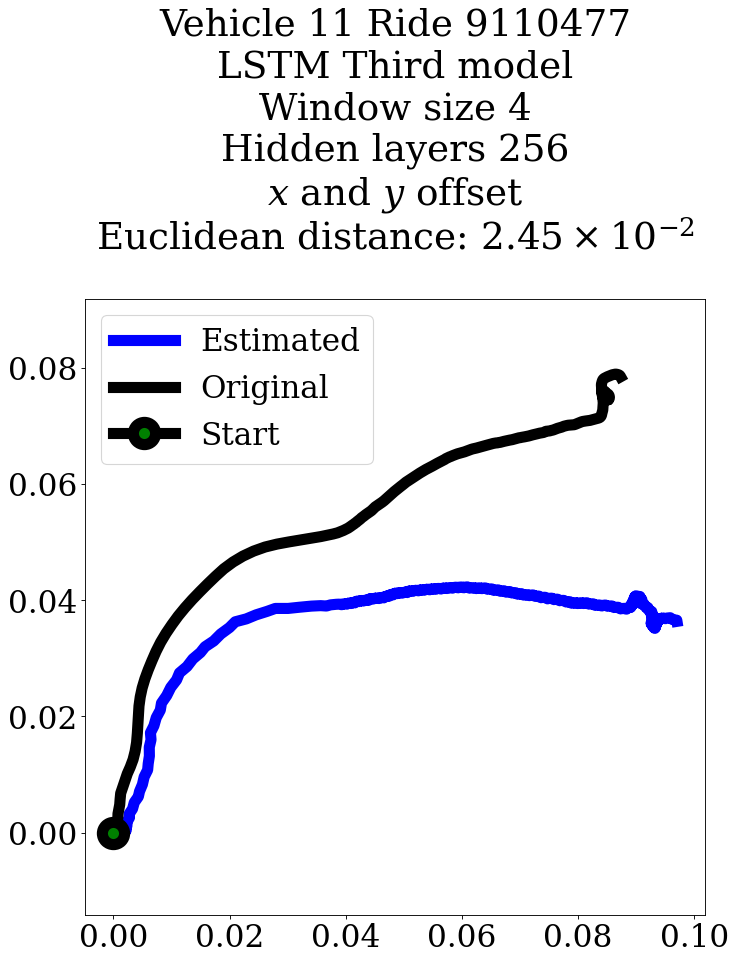 Vehicle 11 Ride 9110477
LSTM Third model
Window size 4
Hidden layers 256
x and y offset
Euclidean distance: 2.45 × 10⁻²
Estimated
Original
Start
0.08
0.06
0.04
0.02
0.00
0.00 0.02 0.04 0.06 0.08 0.10